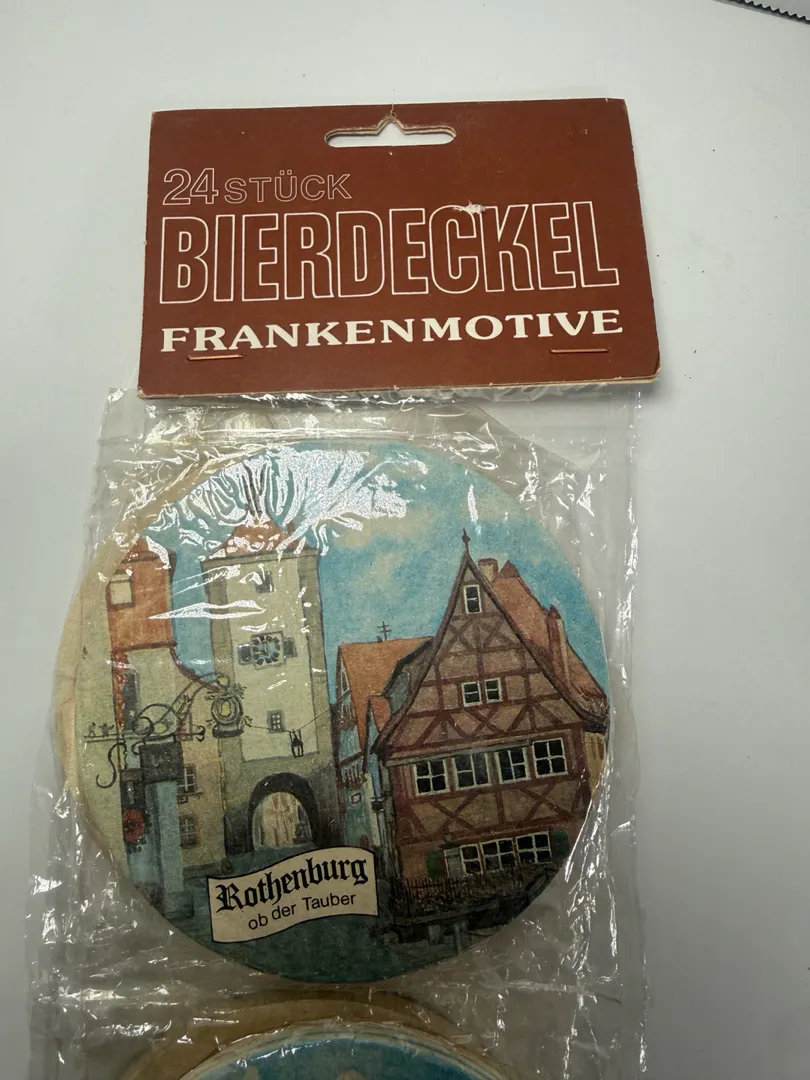 24 STÜCK
BIERDECKEL
FRANKENMOTIVE
Rothenburg
ob der Tauber